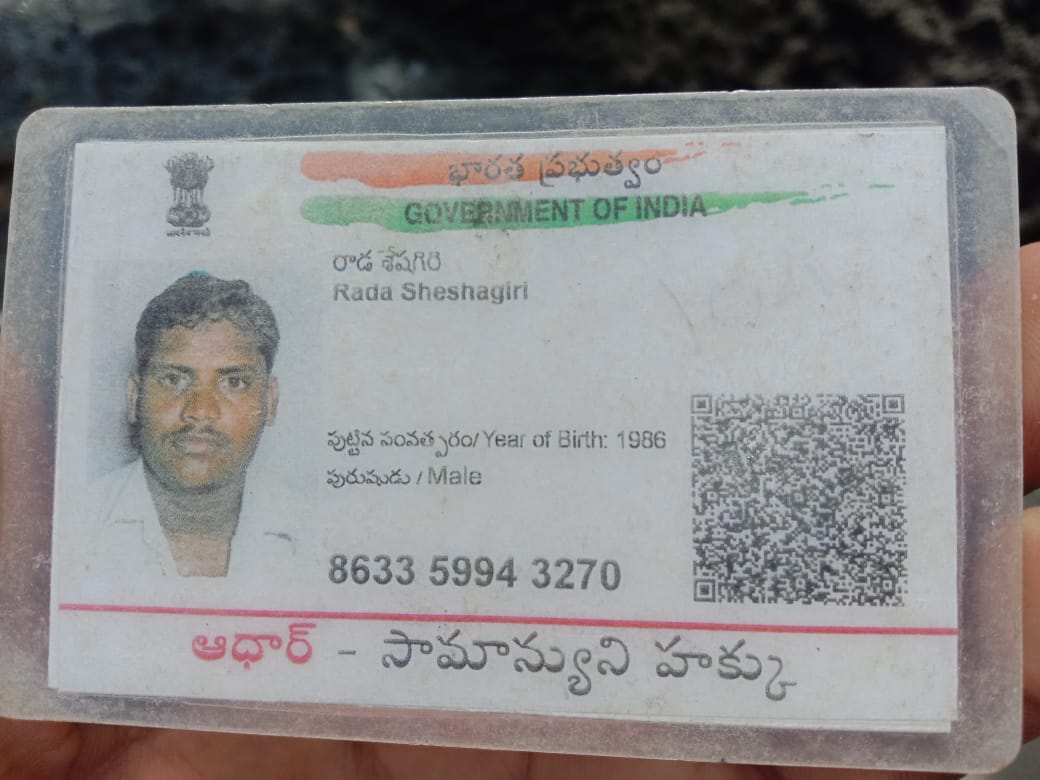 భారత ప్రభుత్వం
GOVERNMENT OF INDIA
రాడ శేషగిరి
Rada Sheshagiri
పుట్టిన సంవత్సరం/ Year of Birth: 1986
పురుషుడు / Male
8633 5994 3270
ఆధార్ - సామాన్యుని హక్కు